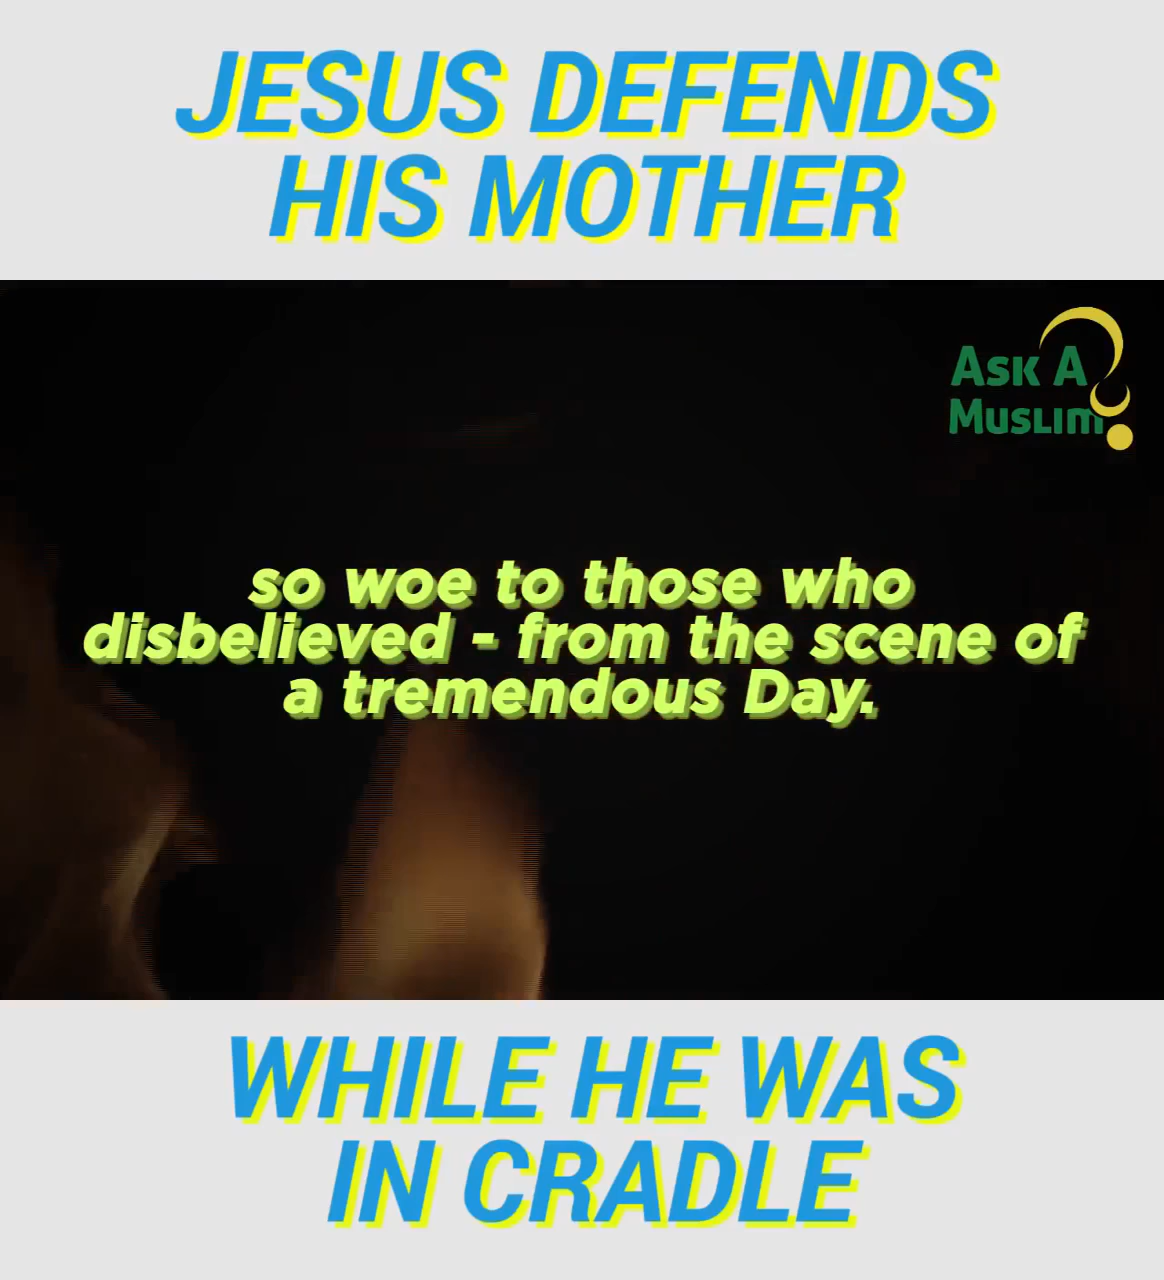 JESUS DEFENDS
HIS MOTHER
Ask A
Muslim
so woe to those who
disbelieved - from the scene of
a tremendous Day.
WHILE HE WAS
IN CRADLE